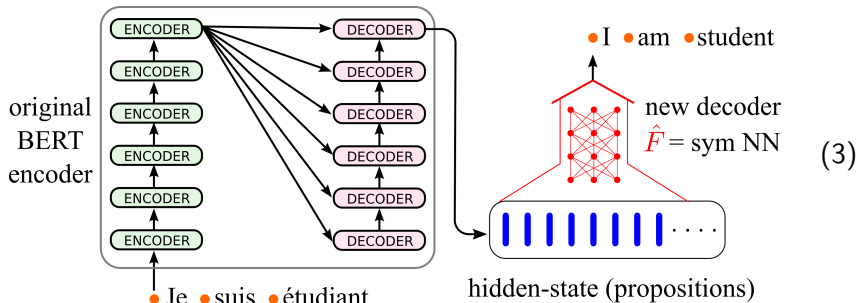 ENCODER
ENCODER
ENCODER
ENCODER
ENCODER
ENCODER
DECODER
DECODER
DECODER
DECODER
DECODER
DECODER
original
BERT
encoder
Je suis étudiant
I am student
new decoder
F̂ = sym NN
(3)
hidden-state (propositions)